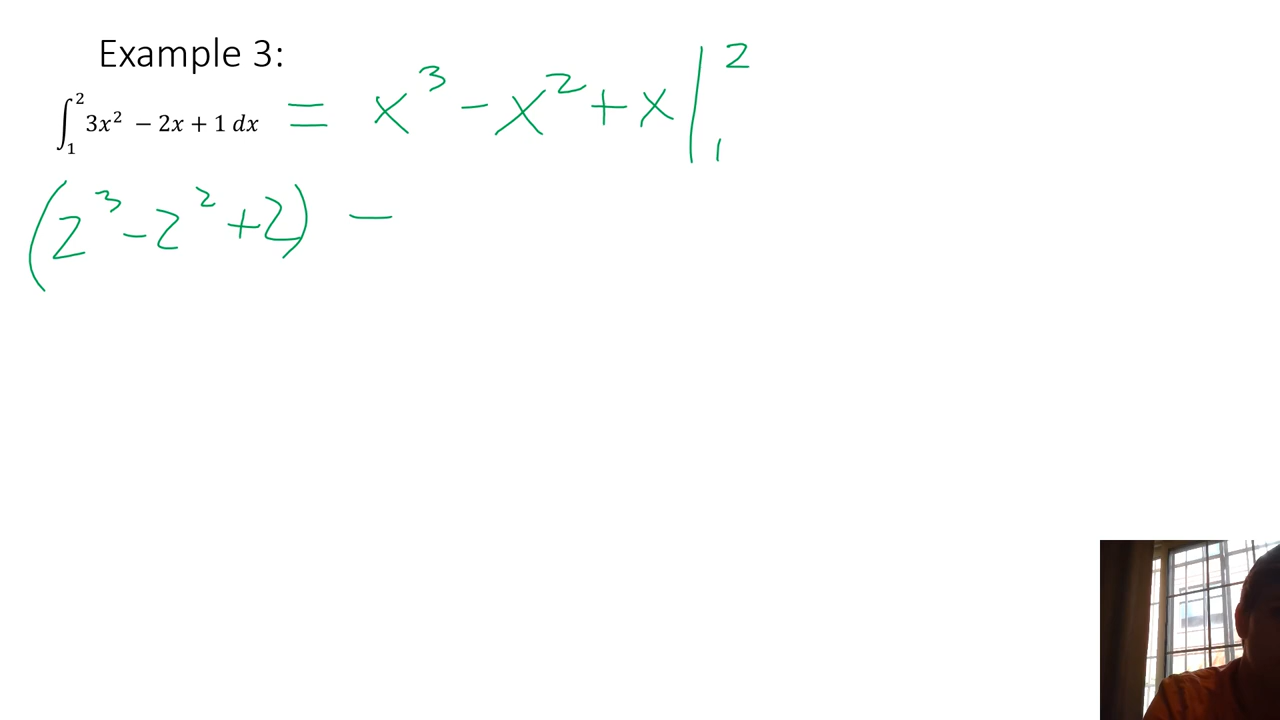 Example 3:
∫₁² 3x² − 2x + 1 dx = x³ − x² + x |₁²
(2³ − 2² + 2) −